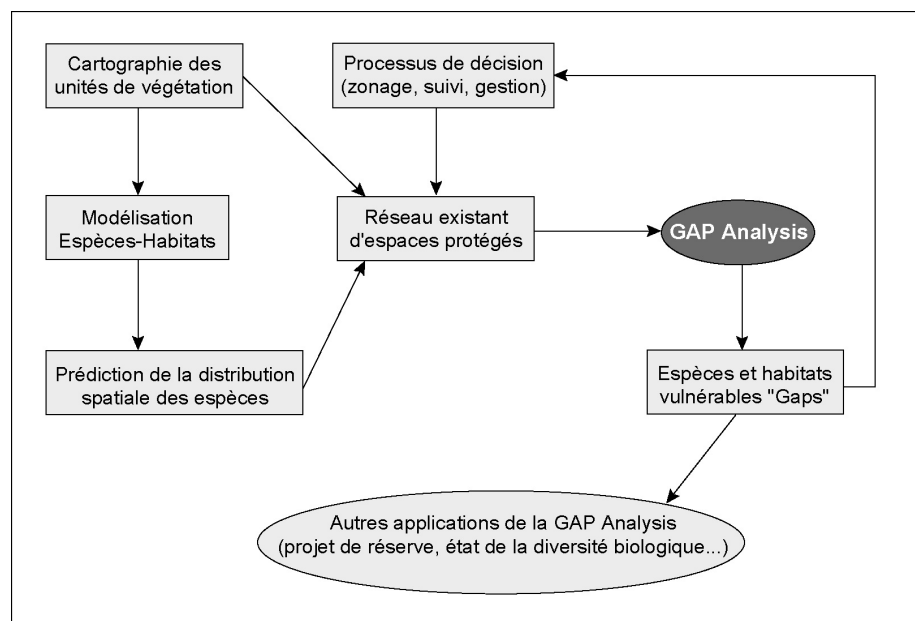 Cartographie des
unités de végétation
Processus de décision
(zonage, suivi, gestion)
Modélisation
Espèces-Habitats
Réseau existant
d'espaces protégés
GAP Analysis
Prédiction de la distribution
spatiale des espèces
Espèces et habitats
vulnérables "Gaps"
Autres applications de la GAP Analysis
(projet de réserve, état de la diversité biologique...)